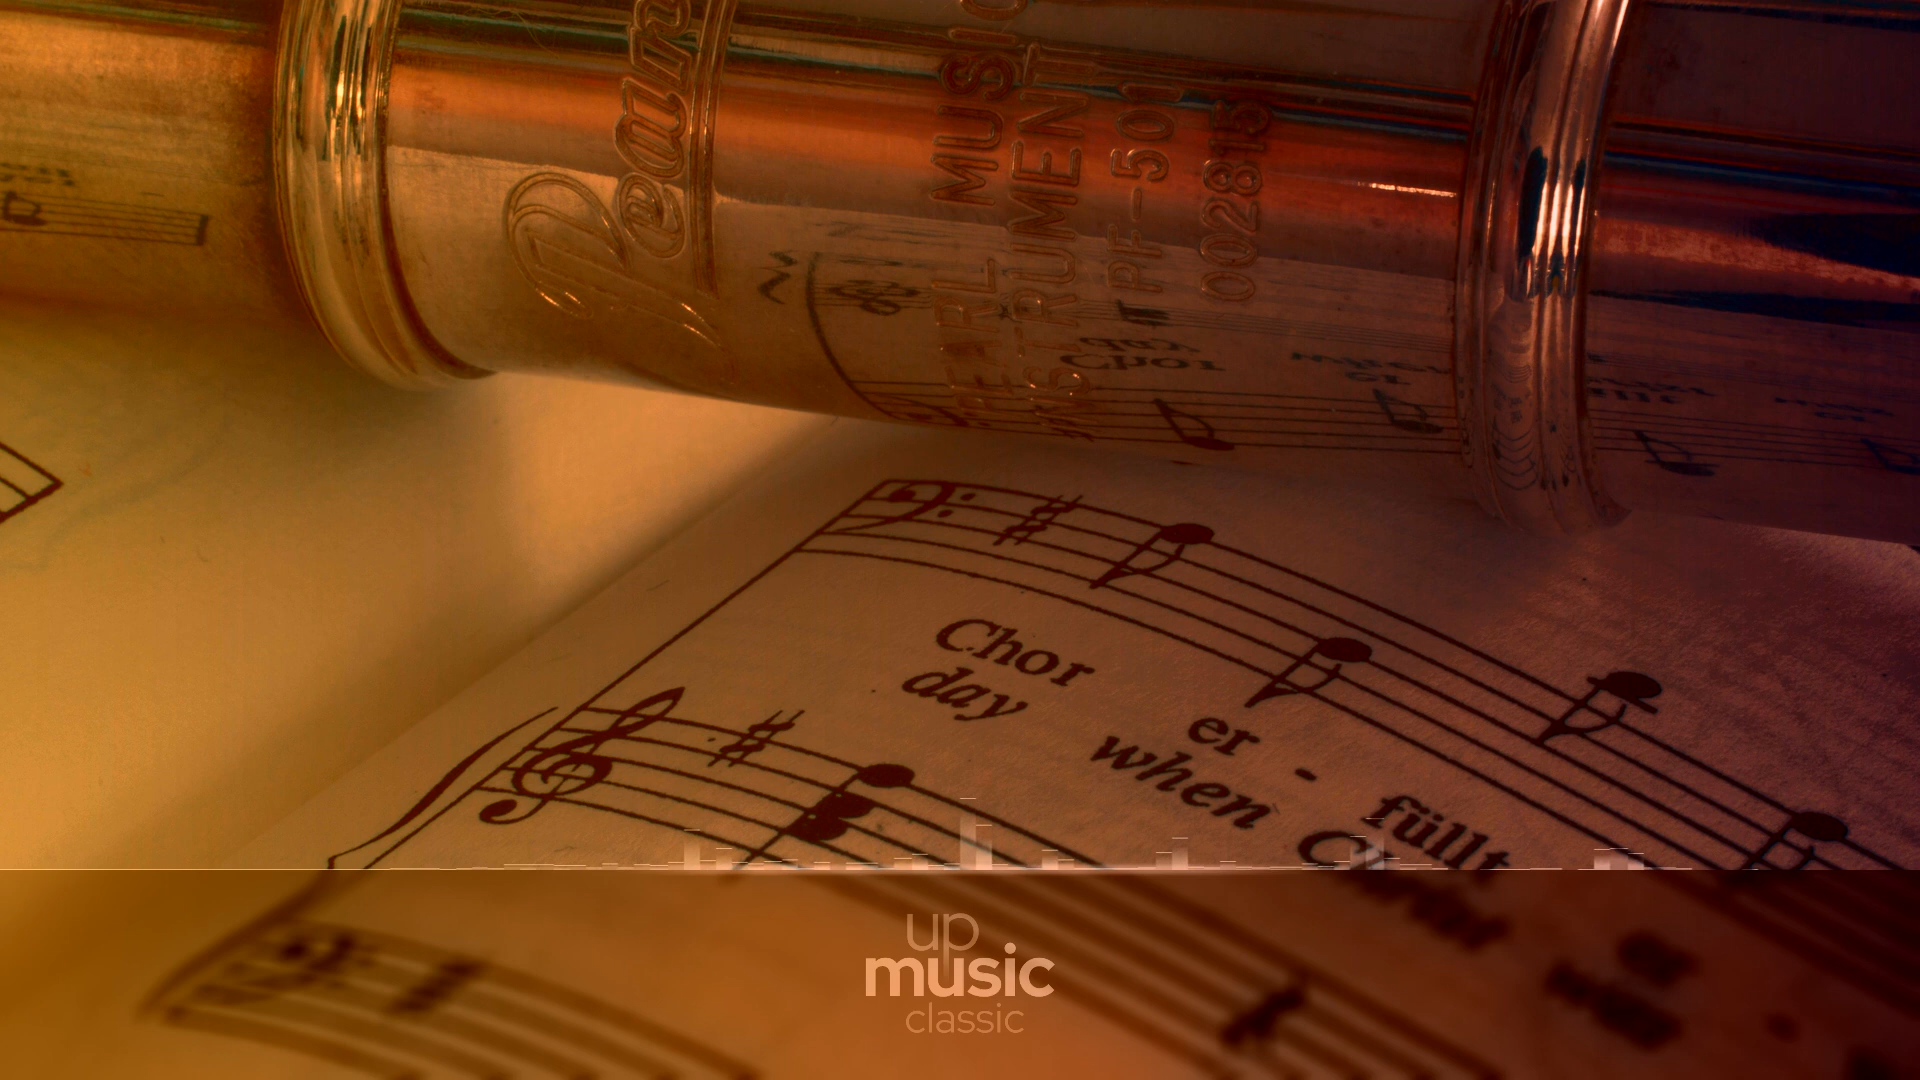 Pearl
PEARL MUSIC
INSTRUMENT
PF-501
002815
Chor er - füllt
day when
up
music
classic